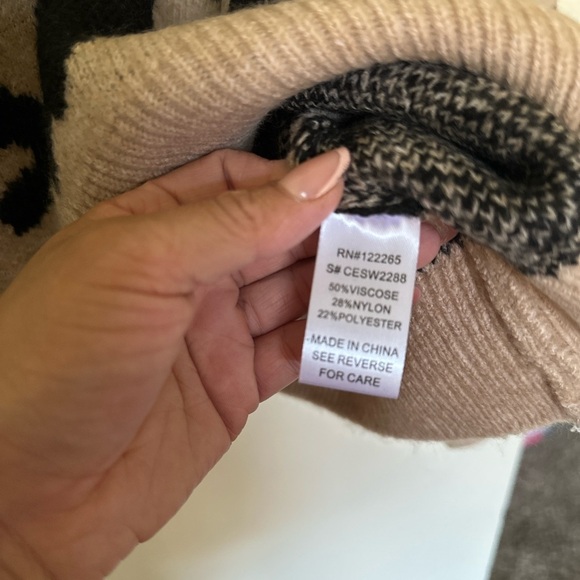 RN#122265
S# CESW2288
50%VISCOSE
28%NYLON
22%POLYESTER
-MADE IN CHINA
SEE REVERSE
FOR CARE